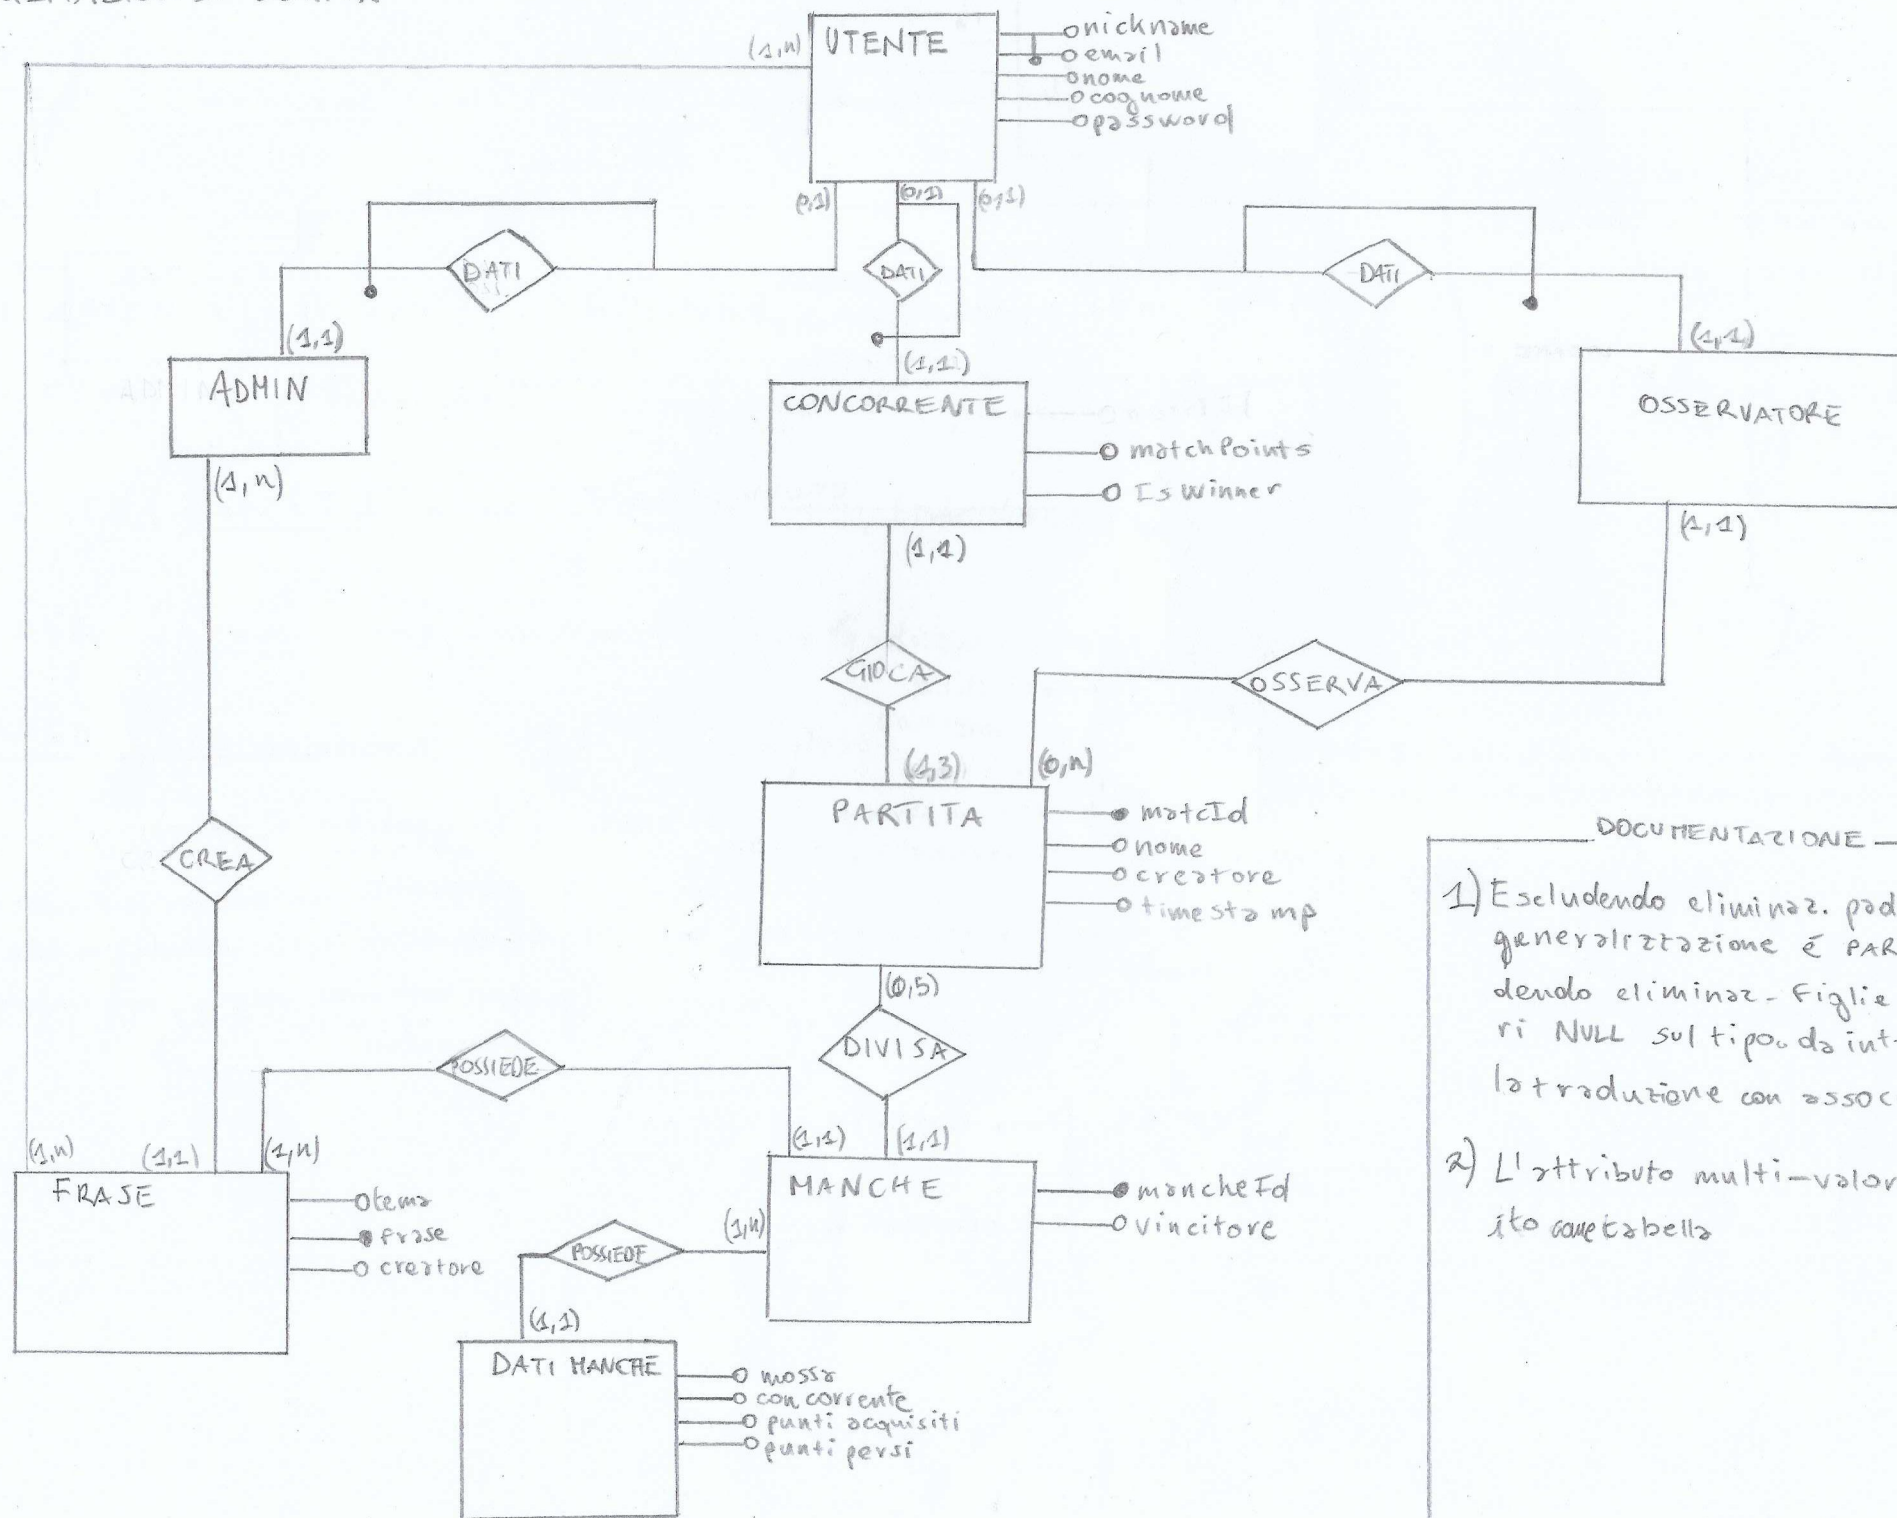 UTENTE
nickname
email
nome
cognome
password
(1,n)
(0,1)
(0,1)
(0,1)
DATI
DATI
DATI
(1,1)
(1,1)
(1,1)
ADMIN
CONCORRENTE
OSSERVATORE
matchPoints
IsWinner
(1,n)
(1,1)
(1,1)
GIOCA
OSSERVA
(1,3)
(0,n)
PARTITA
matcId
nome
creatore
timestamp
CREA
(0,5)
DIVISA
POSSIEDE
(1,n)
(1,1)
(1,n)
(1,1)
(1,1)
FRASE
tema
frase
creatore
MANCHE
mancheId
vincitore
(1,n)
POSSIEDE
(1,1)
DATI MANCHE
mossa
concorrente
punti acquisiti
punti persi
DOCUMENTAZIONE
1) Escludendo eliminaz. pad
generalizzazione é PAR
dendo eliminaz- Figlie
ri NULL sul tipo. da int-
la traduzione con assoc
2) L'attributo multi-valor
ito come tabella